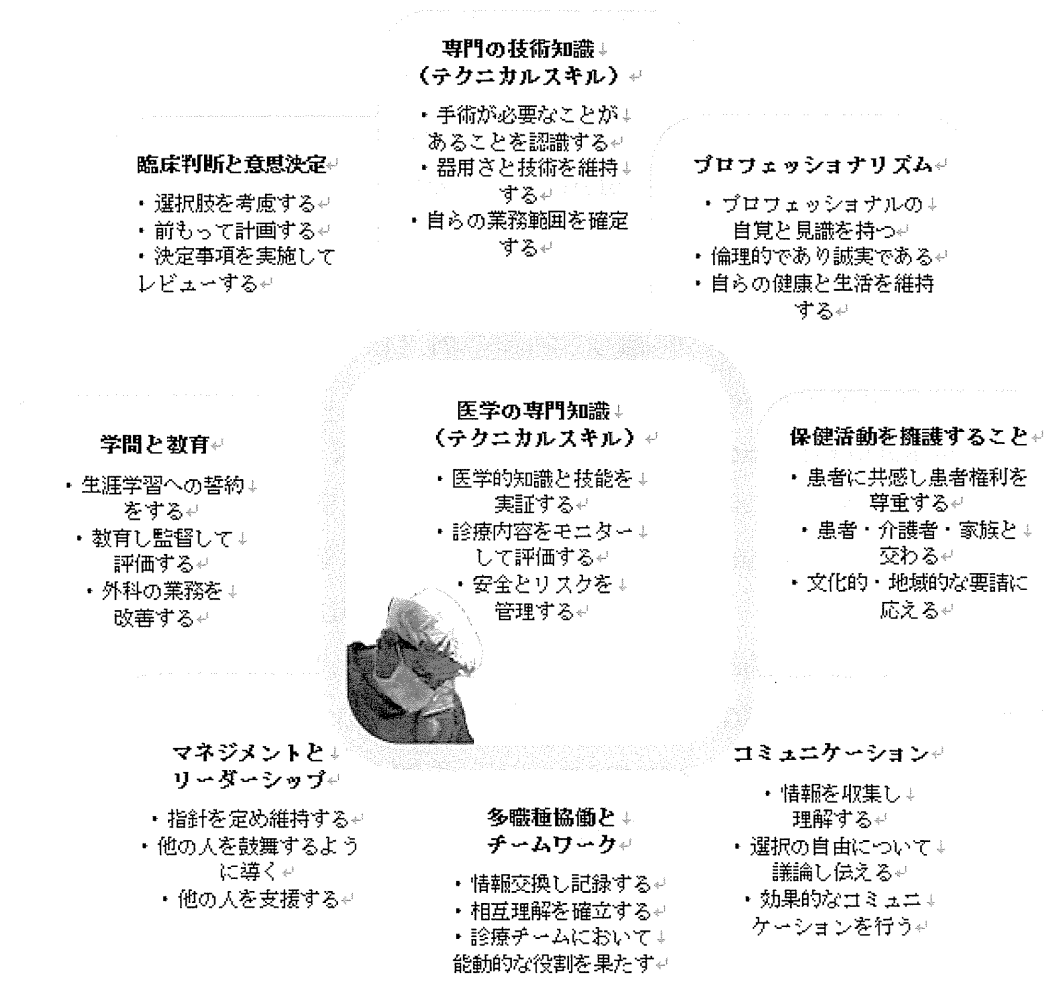 専門の技術知識
(テクニカルスキル)
・手術が必要なことが
あることを認識する
・器用さと技術を維持
する
・自らの業務範囲を確定
する
臨床判断と意思決定
・選択肢を考慮する
・前もって計画する
・決定事項を実施して
レビューする
プロフェッショナリズム
・プロフェッショナルの
自覚と見識を持つ
・倫理的であり誠実である
・自らの健康と生活を維持
する
学問と教育
・生涯学習への誓約
をする
・教育し監督して
評価する
・外科の業務を
改善する
医学の専門知識
(テクニカルスキル)
・医学的知識と技能を
実証する
・診療内容をモニター
して評価する
・安全とリスクを
管理する
保健活動を擁護すること
・患者に共感し患者権利を
尊重する
・患者・介護者・家族と
交わる
・文化的・地域的な要請に
応える
マネジメントと
リーダーシップ
・指針を定め維持する
・他の人を鼓舞するよう
に導く
・他の人を支援する
多職種協働と
チームワーク
・情報交換し記録する
・相互理解を確立する
・診療チームにおいて
能動的な役割を果たす
コミュニケーション
・情報を収集し
理解する
・選択の自由について
議論し伝える
・効果的なコミュニ
ケーションを行う